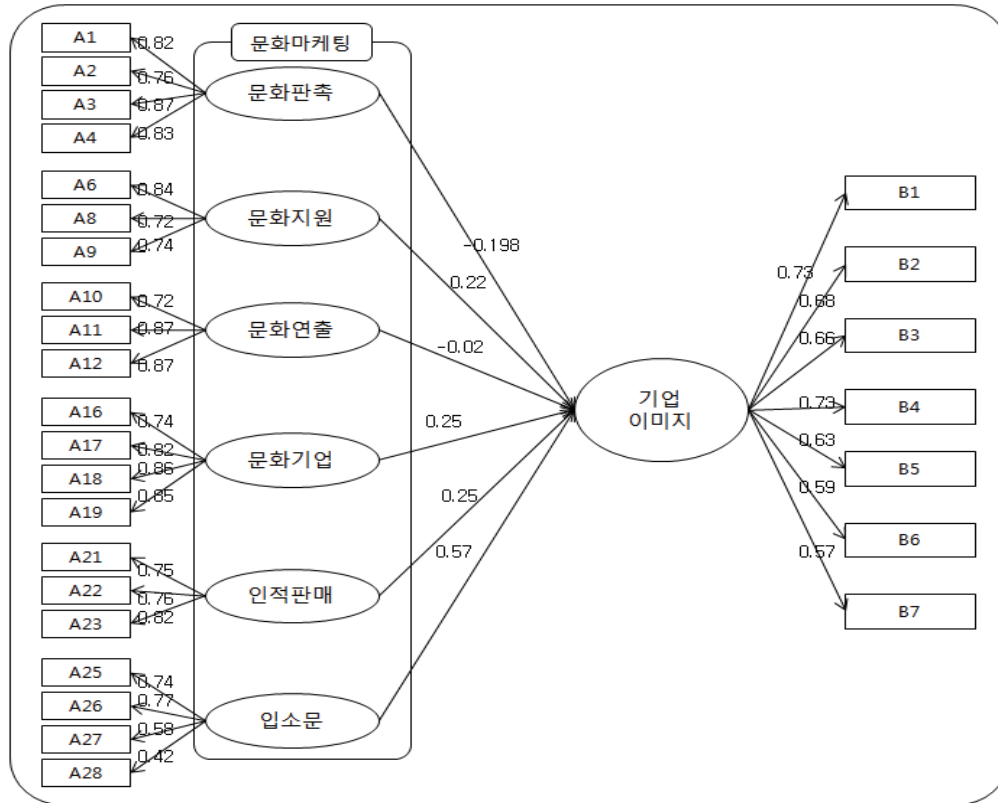 문화마케팅
A1
0.82
A2
0.76
A3
0.87
A4
0.83
문화판촉
A6
0.84
A8
0.72
A9
0.74
문화지원
A10
0.72
A11
0.87
A12
0.87
문화연출
A16
0.74
A17
0.82
A18
0.86
A19
0.85
문화기업
A21
0.75
A22
0.76
A23
0.82
인적판매
A25
0.74
A26
0.77
A27
0.58
A28
0.42
입소문
-0.198
0.22
-0.02
0.25
0.25
0.57
기업
이미지
0.73
0.68
0.66
0.73
0.63
0.59
0.57
B1
B2
B3
B4
B5
B6
B7